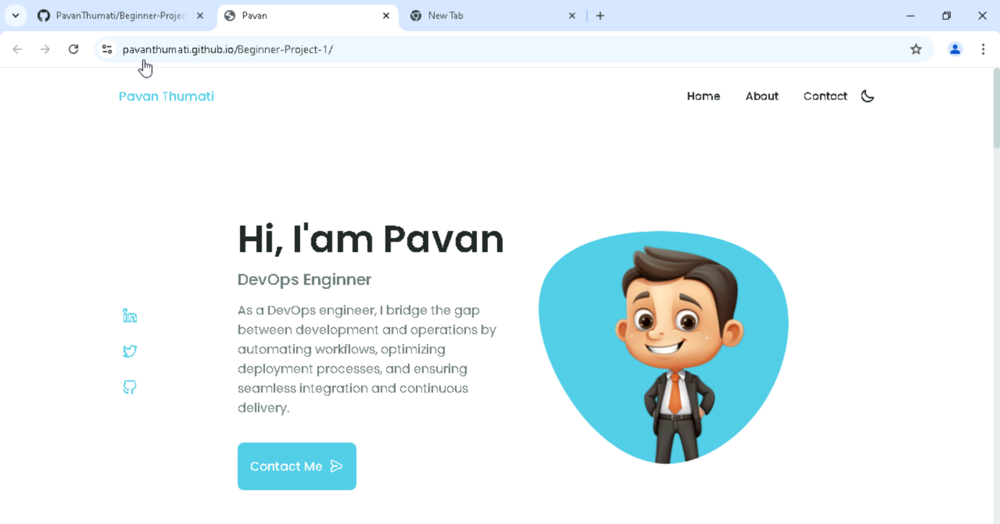 PavanThumati/Beginner-Projec
Pavan
New Tab
pavanthumati.github.io/Beginner-Project-1/
Pavan Thumati
Home
About
Contact
Hi, I'am Pavan
DevOps Enginner
As a DevOps engineer, I bridge the gap
between development and operations by
automating workflows, optimizing
deployment processes, and ensuring
seamless integration and continuous
delivery.
Contact Me